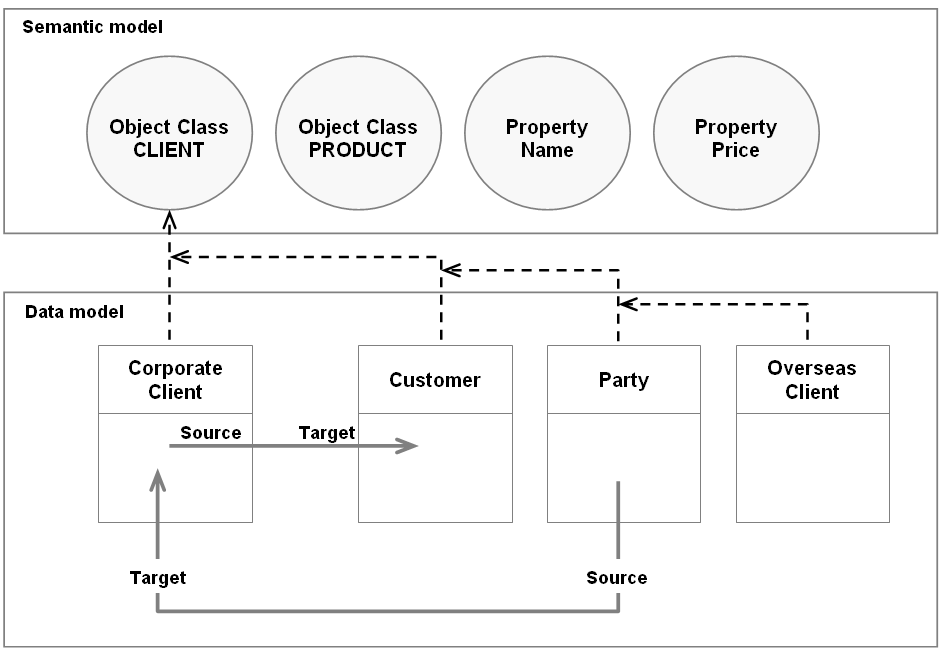 Semantic model
Object Class
CLIENT
Object Class
PRODUCT
Property
Name
Property
Price
Data model
Corporate
Client
Customer
Party
Overseas
Client
Source
Target
Target
Source